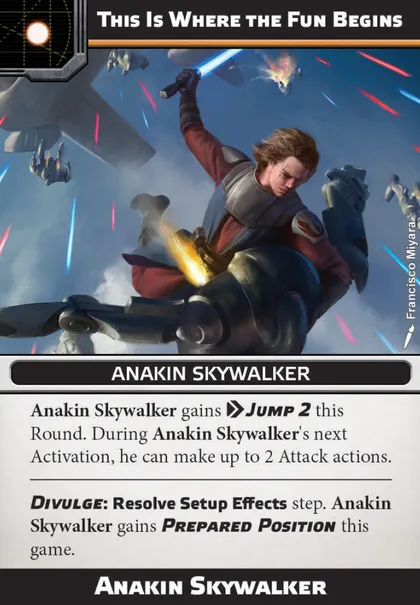 THIS IS WHERE THE FUN BEGINS
Francisco Miyara
ANAKIN SKYWALKER
Anakin Skywalker gains JUMP 2 this
Round. During Anakin Skywalker's next
Activation, he can make up to 2 Attack actions.
DIVULGE: Resolve Setup Effects step. Anakin
Skywalker gains PREPARED POSITION this
game.
ANAKIN SKYWALKER